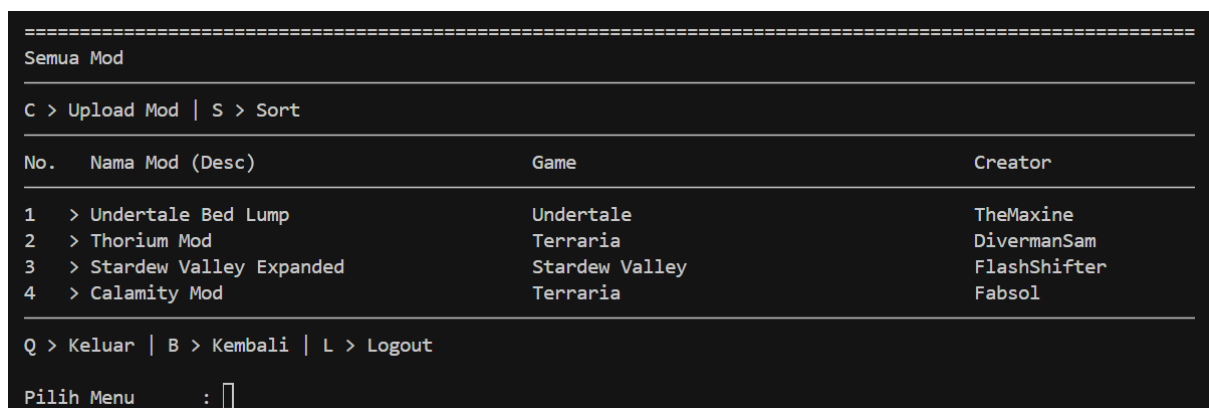 ==========================================================================================================
Semua Mod
C > Upload Mod | S > Sort
No.   Nama Mod (Desc)                         Game                                    Creator
1   > Undertale Bed Lump                      Undertale                               TheMaxine
2   > Thorium Mod                             Terraria                                DivermanSam
3   > Stardew Valley Expanded                 Stardew Valley                          FlashShifter
4   > Calamity Mod                            Terraria                                Fabsol
Q > Keluar | B > Kembali | L > Logout
Pilih Menu      :